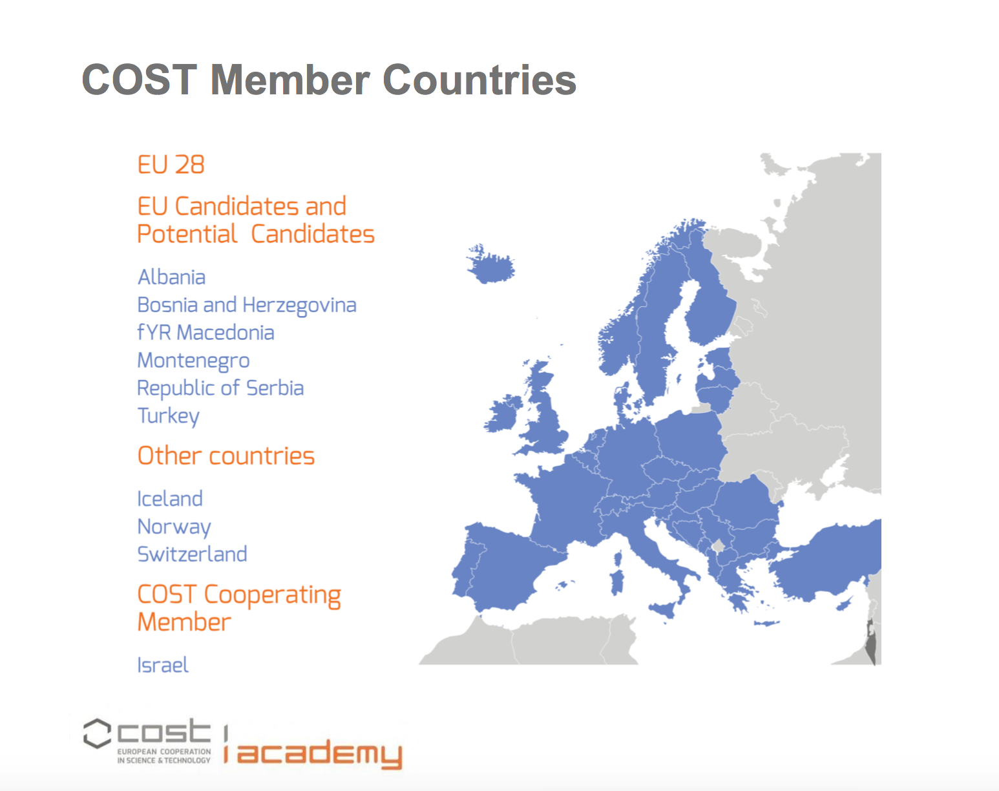 COST Member Countries
EU 28
EU Candidates and
Potential Candidates
Albania
Bosnia and Herzegovina
fYR Macedonia
Montenegro
Republic of Serbia
Turkey
Other countries
Iceland
Norway
Switzerland
COST Cooperating
Member
Israel
cost
EUROPEAN COOPERATION
IN SCIENCE & TECHNOLOGY
academy